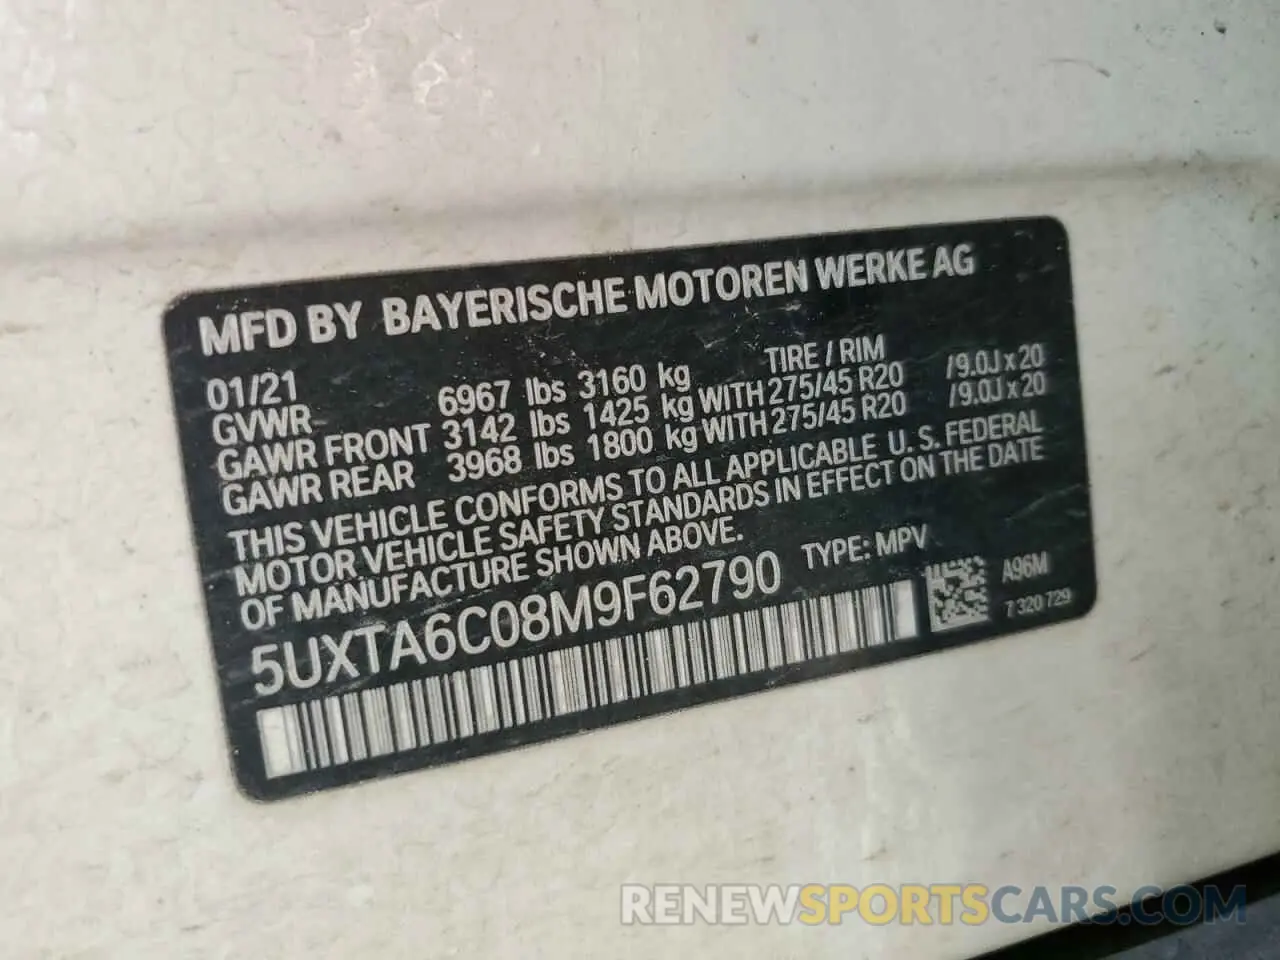 MFD BY BAYERISCHE MOTOREN WERKE AG
01/21 TIRE / RIM
GVWR 6967 lbs 3160 kg
GAWR FRONT 3142 lbs 1425 kg WITH 275/45 R20 /9.0J x 20
GAWR REAR 3968 lbs 1800 kg WITH 275/45 R20 /9.0J x 20
THIS VEHICLE CONFORMS TO ALL APPLICABLE U. S. FEDERAL
MOTOR VEHICLE SAFETY STANDARDS IN EFFECT ON THE DATE
OF MANUFACTURE SHOWN ABOVE.
5UXTA6C08M9F62790 TYPE: MPV
A96M
7 320 729
RENEWSPORTSCARS.COM